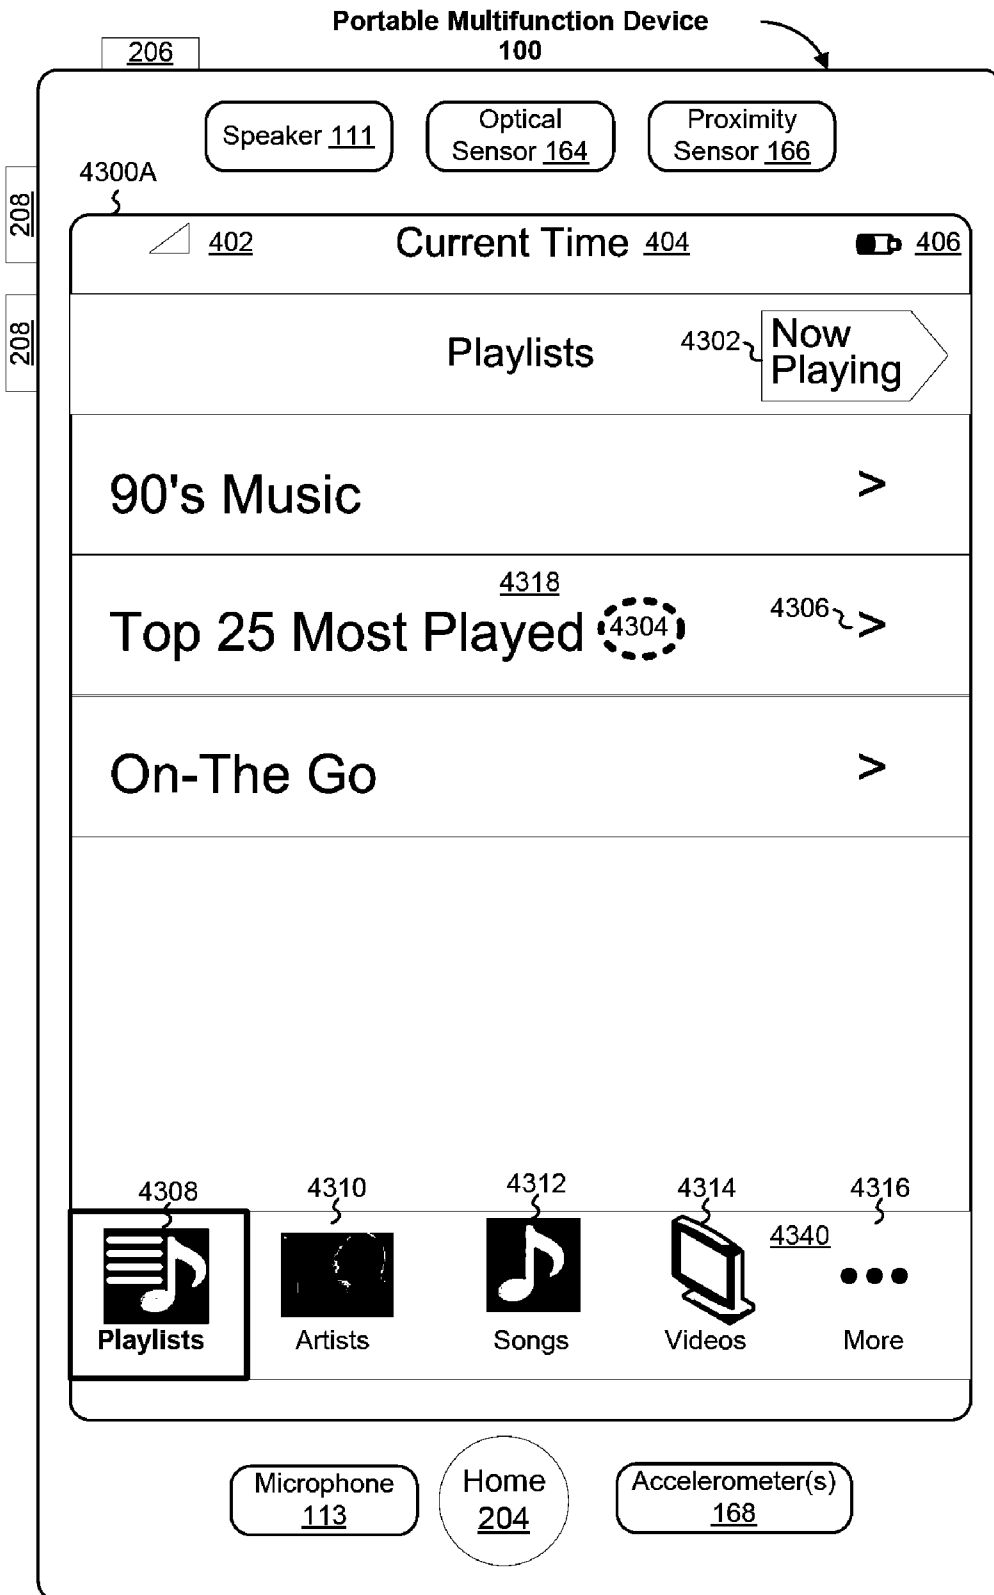 Portable Multifunction Device
100
206
Speaker 111
Optical
Sensor 164
Proximity
Sensor 166
4300A
208
208
402
Current Time 404
406
Playlists
4302
Now
Playing
90's Music >
4318
Top 25 Most Played 4304
4306 >
On-The Go >
4308
4310
4312
4314
4316
4340
Playlists
Artists
Songs
Videos
More
Microphone
113
Home
204
Accelerometer(s)
168